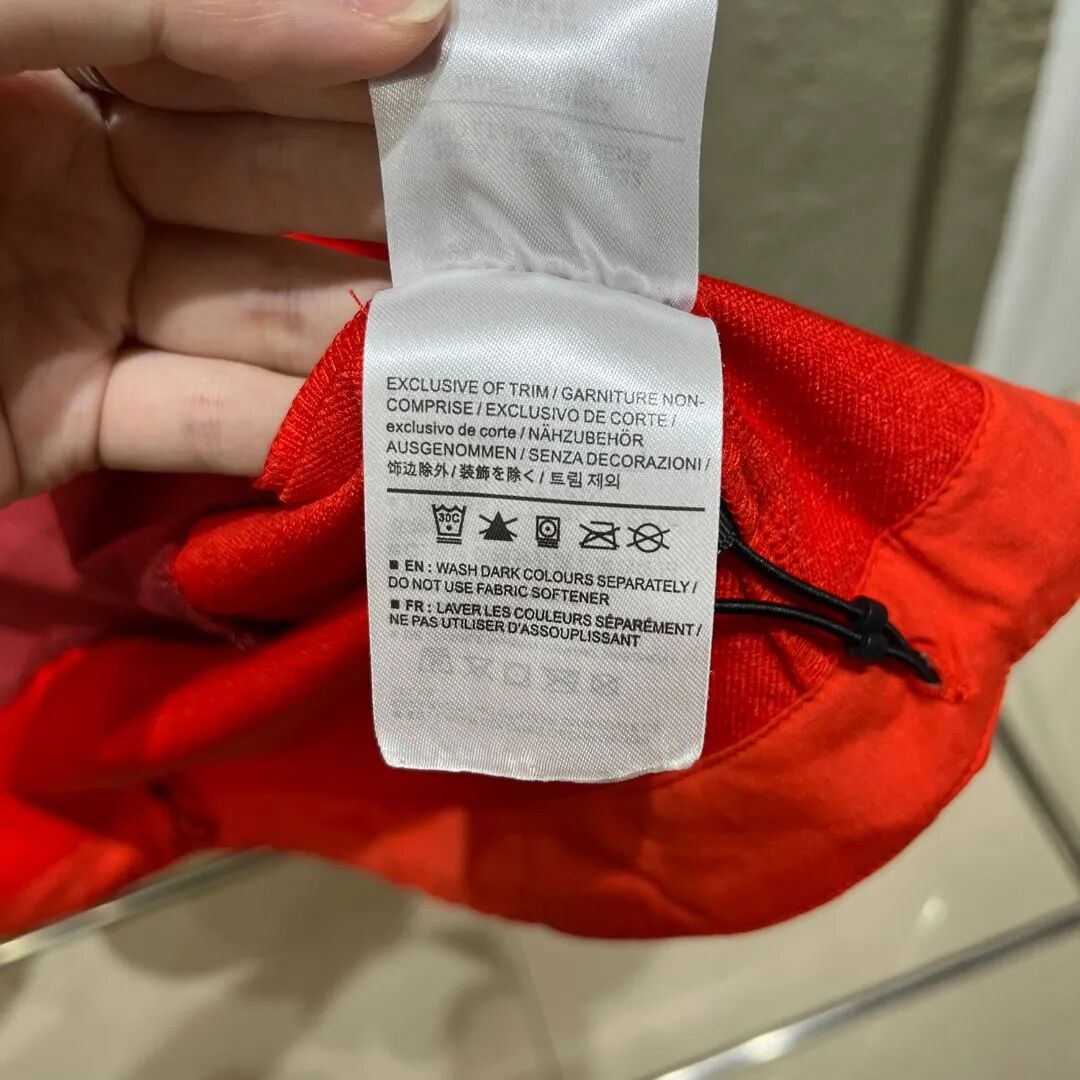 EXCLUSIVE OF TRIM / GARNITURE NON-
COMPRISE / EXCLUSIVO DE CORTE /
exclusivo de corte / NÄHZUBEHÖR
AUSGENOMMEN / SENZA DECORAZIONI /
饰边除外 / 装飾を除く / 트림 제외
30C
■ EN : WASH DARK COLOURS SEPARATELY /
DO NOT USE FABRIC SOFTENER
■ FR : LAVER LES COULEURS SÉPARÉMENT /
NE PAS UTILISER D'ASSOUPLISSANT